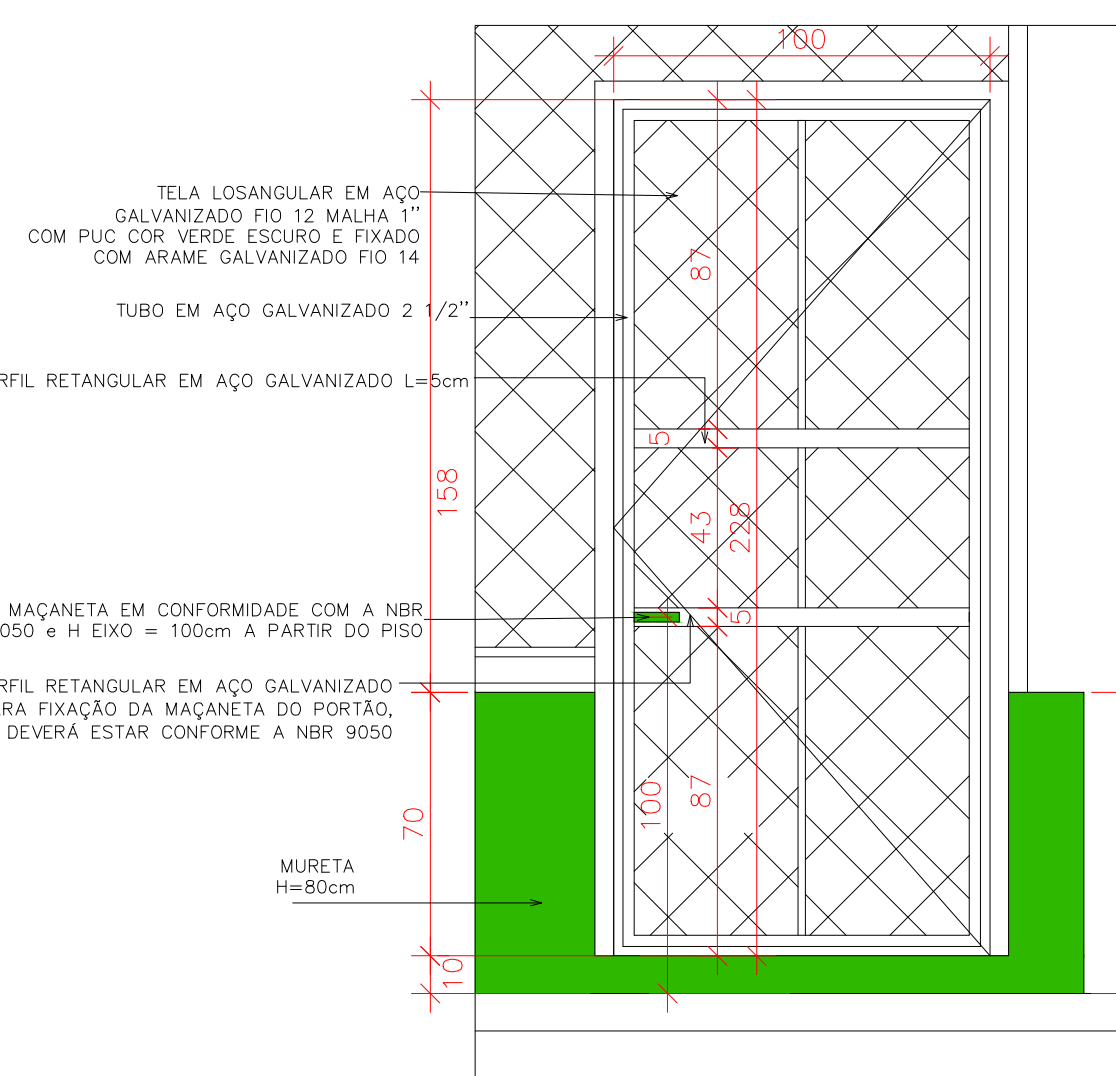 100
TELA LOSANGULAR EM AÇO
GALVANIZADO FIO 12 MALHA 1’’
COM PUC COR VERDE ESCURO E FIXADO
COM ARAME GALVANIZADO FIO 14
87
TUBO EM AÇO GALVANIZADO 2 1/2’’
RFIL RETANGULAR EM AÇO GALVANIZADO L=5cm
5
158
43
228
MAÇANETA EM CONFORMIDADE COM A NBR
050 e H EIXO = 100cm A PARTIR DO PISO
5
RFIL RETANGULAR EM AÇO GALVANIZADO
RA FIXAÇÃO DA MAÇANETA DO PORTÃO,
DEVERÁ ESTAR CONFORME A NBR 9050
100
87
70
MURETA
H=80cm
10